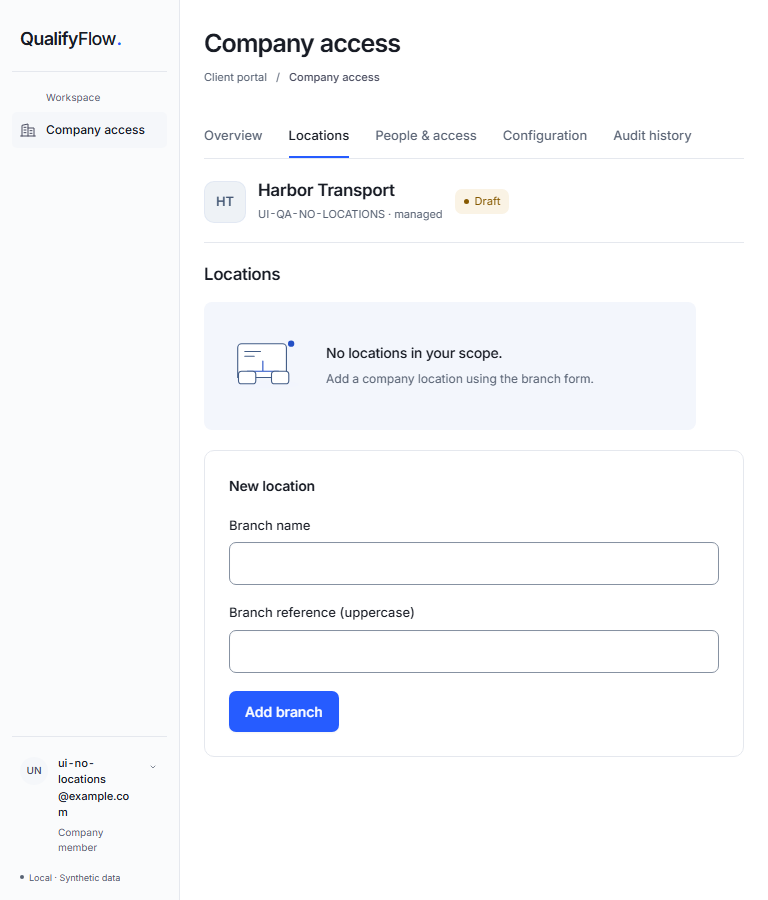 QualifyFlow.
Workspace
Company access
Company access
Client portal / Company access
Overview Locations People & access Configuration Audit history
HT
Harbor Transport
UI-QA-NO-LOCATIONS · managed
Draft
Locations
No locations in your scope.
Add a company location using the branch form.
New location
Branch name
Branch reference (uppercase)
Add branch
UN
ui-no-
locations
@example.co
m
Company
member
Local · Synthetic data